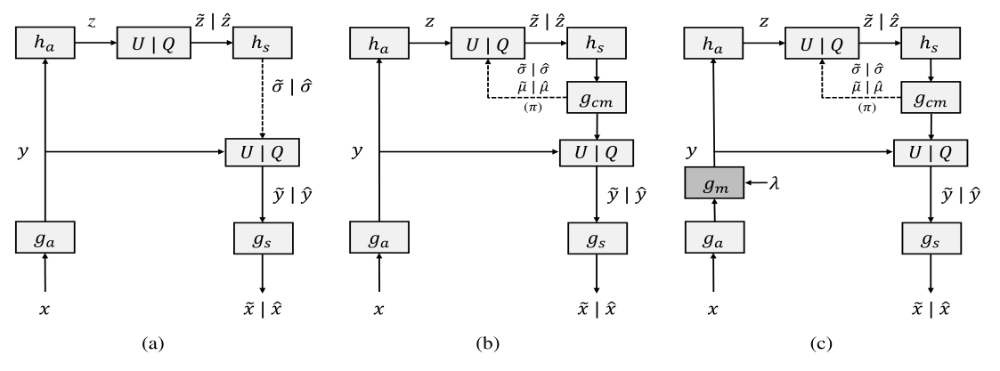 z
z̃ | ẑ
h_a
U | Q
h_s
σ̃ | σ̂
y
U | Q
ỹ | ŷ
g_a
g_s
x
x̃ | x̂
(a)
z
z̃ | ẑ
h_a
U | Q
h_s
σ̃ | σ̂
μ̃ | μ̂
(π)
g_cm
y
U | Q
ỹ | ŷ
g_a
g_s
x
x̃ | x̂
(b)
z
z̃ | ẑ
h_a
U | Q
h_s
σ̃ | σ̂
μ̃ | μ̂
(π)
g_cm
y
U | Q
g_m
λ
ỹ | ŷ
g_a
g_s
x
x̃ | x̂
(c)